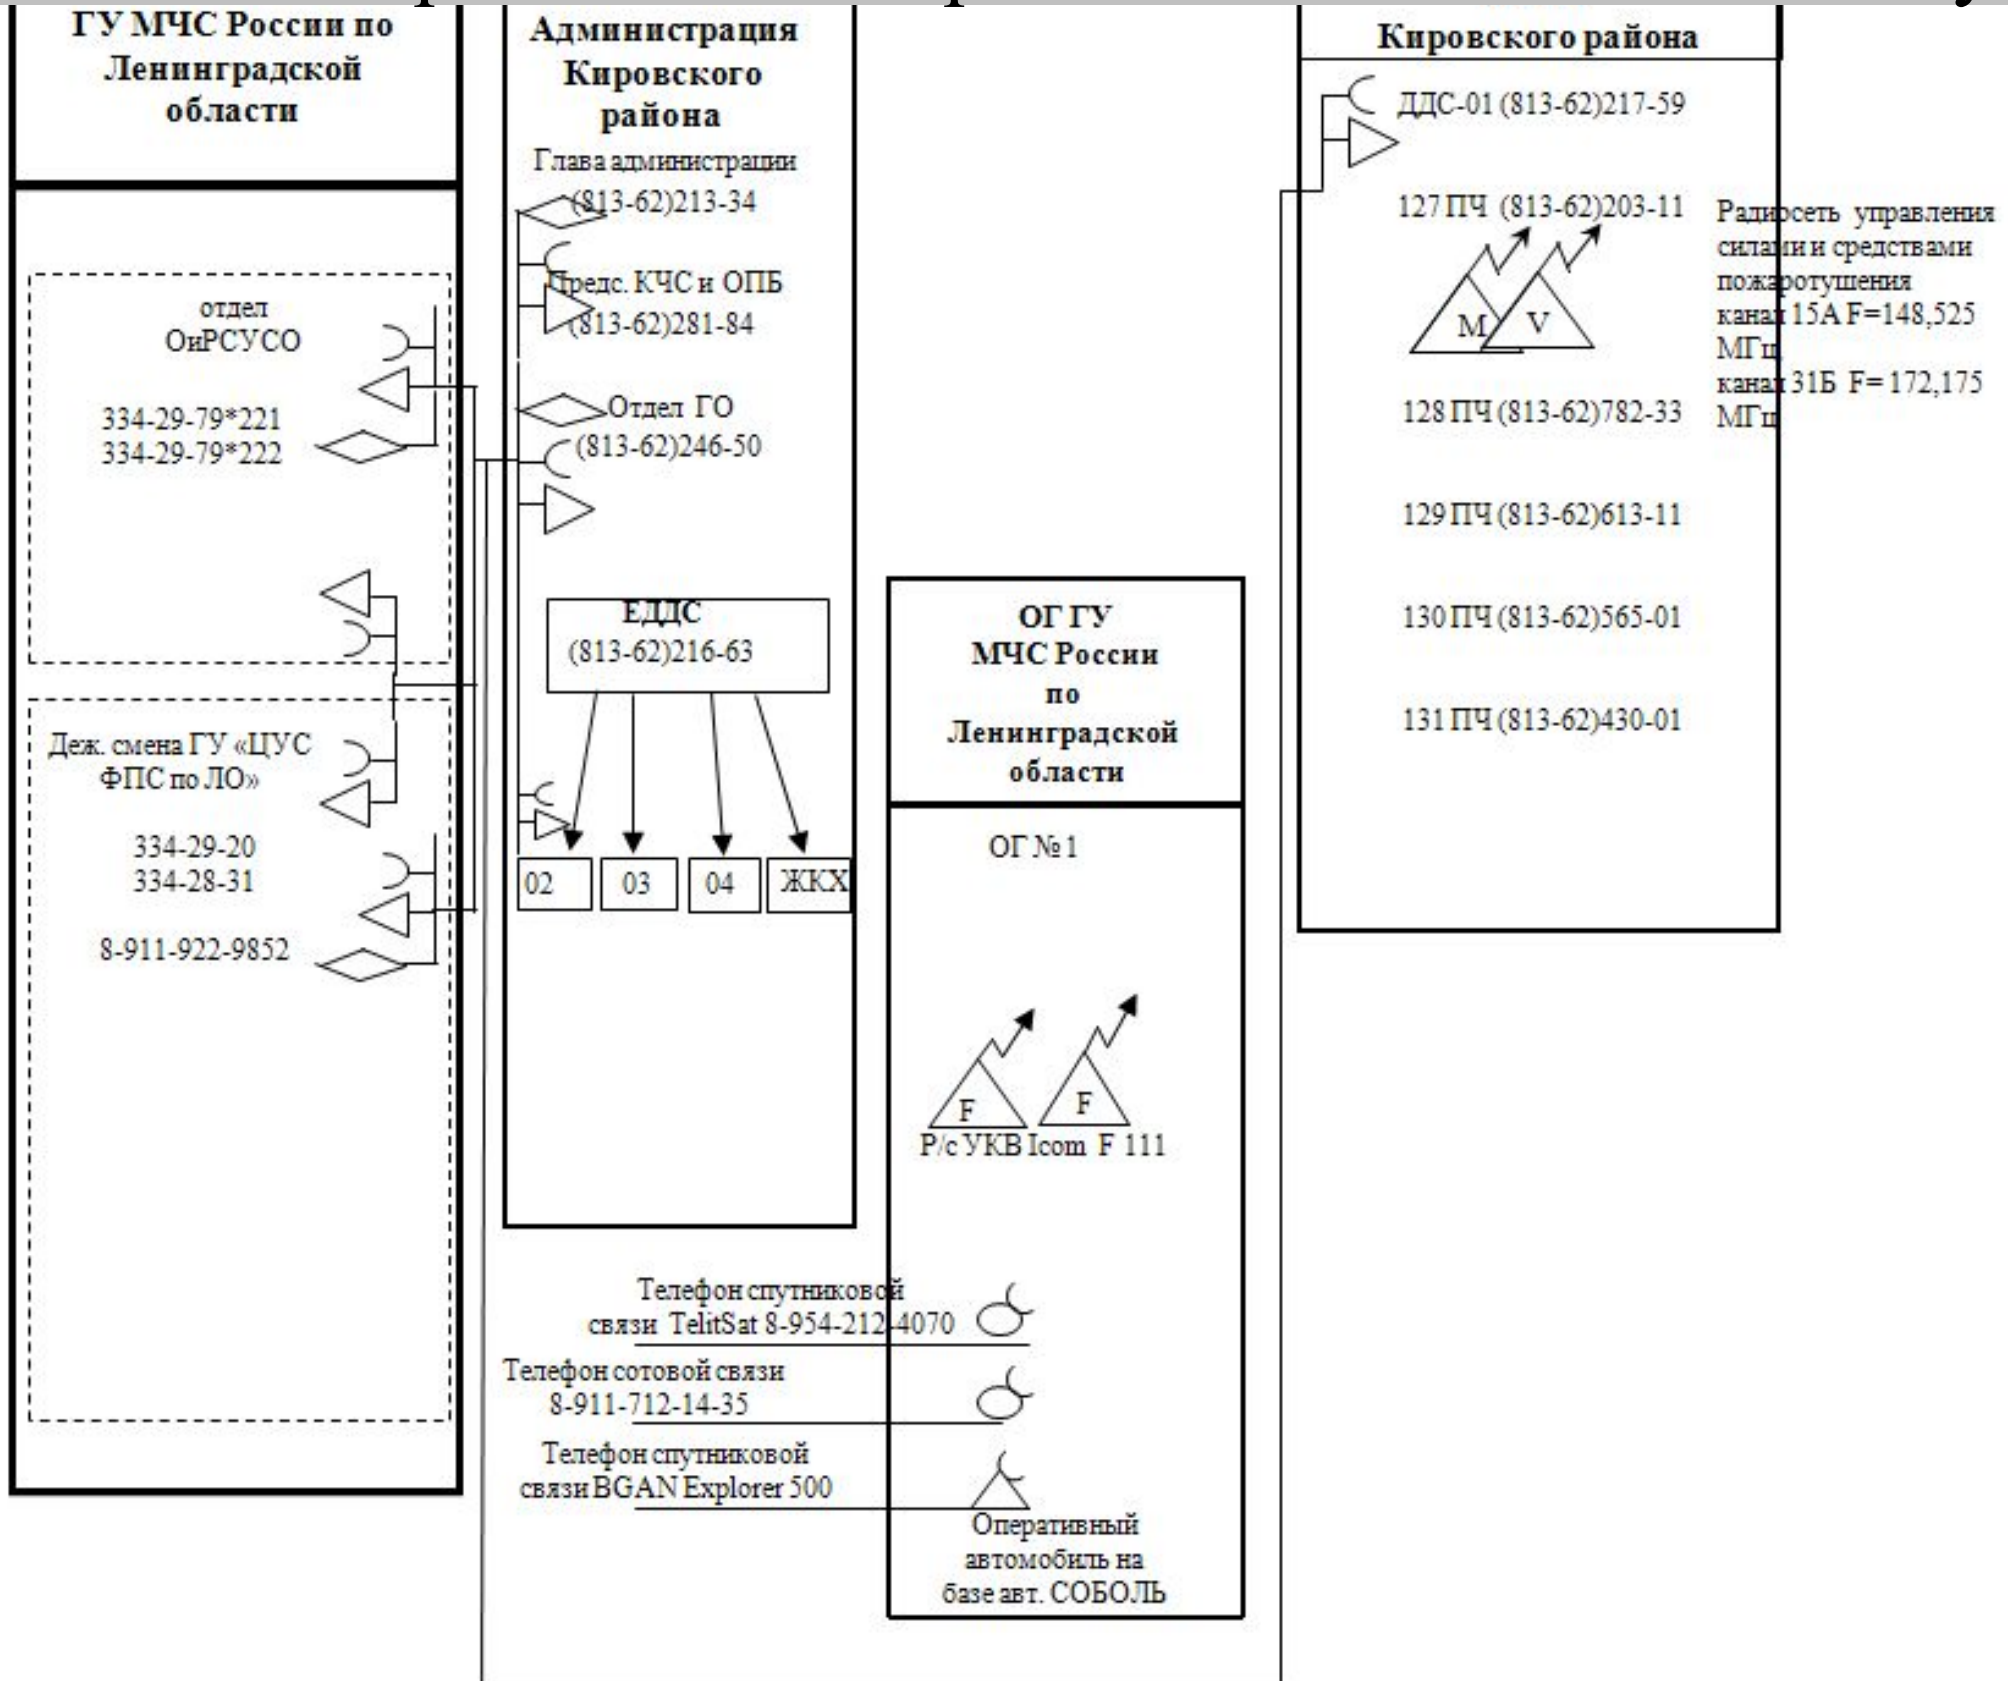 ГУ МЧС России по
Ленинградской
области
отдел
ОиРСУСО
334-29-79*221
334-29-79*222
Деж. смена ГУ «ЦУС
ФПС по ЛО»
334-29-20
334-28-31
8-911-922-9852
Администрация
Кировского
района
Глава администрации
(813-62)213-34
Предс. КЧС и ОПБ
(813-62)281-84
Отдел ГО
(813-62)246-50
ЕДДС
(813-62)216-63
02
03
04
ЖКХ
ОГ ГУ
МЧС России
по
Ленинградской
области
ОГ №1
F
F
Р/с УКВ Icom F 111
Телефон спутниковой
связи TelitSat 8-954-212-4070
Телефон сотовой связи
8-911-712-14-35
Телефон спутниковой
связи BGAN Explorer 500
Оперативный
автомобиль на
базе авт. СОБОЛЬ
Кировского района
ДДС-01 (813-62)217-59
127 ПЧ (813-62)203-11
M
V
128 ПЧ (813-62)782-33
129 ПЧ (813-62)613-11
130 ПЧ (813-62)565-01
131 ПЧ (813-62)430-01
Радиосеть управления
силами и средствами
пожаротушения
канал 15А F=148,525
МГц,
канал 31Б F= 172,175
МГц